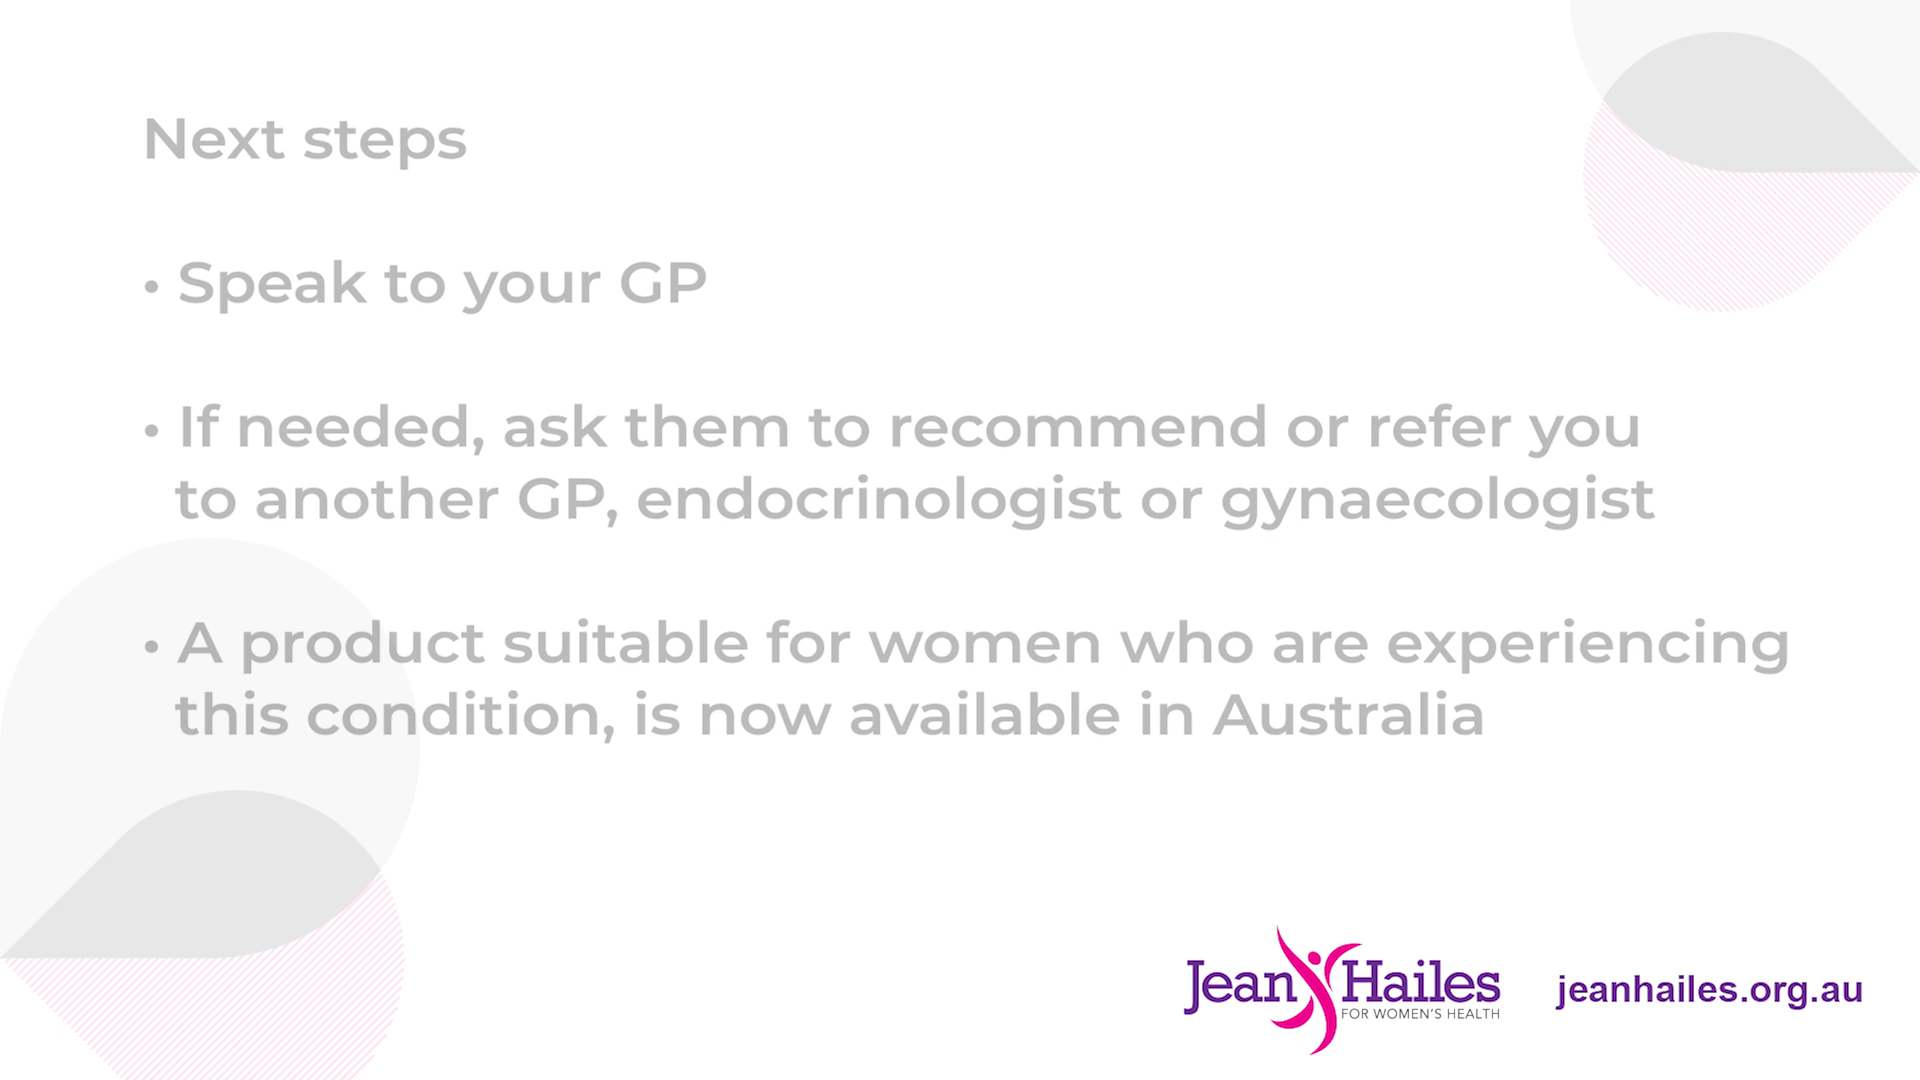 Next steps
• Speak to your GP
• If needed, ask them to recommend or refer you
to another GP, endocrinologist or gynaecologist
• A product suitable for women who are experiencing
this condition, is now available in Australia
Jean Hailes
FOR WOMEN'S HEALTH
jeanhailes.org.au